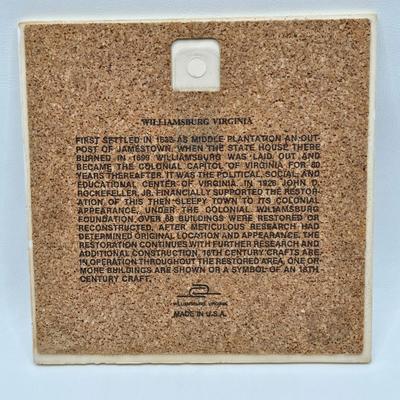 WILLIAMSBURG VIRGINIA
FIRST SETTLED IN 1632 AS MIDDLE PLANTATION AN OUT-
POST OF JAMESTOWN. WHEN THE STATE HOUSE THERE
BURNED IN 1699 WILLIAMSBURG WAS LAID OUT AND
BECAME THE COLONIAL CAPITOL OF VIRGINIA FOR 80
YEARS THEREAFTER. IT WAS THE POLITICAL, SOCIAL, AND
EDUCATIONAL CENTER OF VIRGINIA. IN 1926 JOHN D.
ROCKEFELLER, JR. FINANCIALLY SUPPORTED THE RESTOR-
ATION OF THIS THEN SLEEPY TOWN TO ITS COLONIAL
APPEARANCE, UNDER THE COLONIAL WILIAMSBURG
FOUNDATION, OVER 88 BUILDINGS WERE RESTORED OR
RECONSTRUCTED, AFTER METICULOUS RESEARCH HAD
DETERMINED ORIGINAL LOCATION AND APPEARANCE. THE
RESTORATION CONTINUES WITH FURTHER RESEARCH AND
ADDITIONAL CONSTRUCTION. 18TH CENTURY CRAFTS ARE
IN OPERATION THROUGHOUT THE RESTORED AREA. ONE OR
MORE BUILDINGS ARE SHOWN OR A SYMBOL OF AN 18TH
CENTURY CRAFT.
WILLIAMSBURG, VIRGINIA
MADE IN U.S.A.